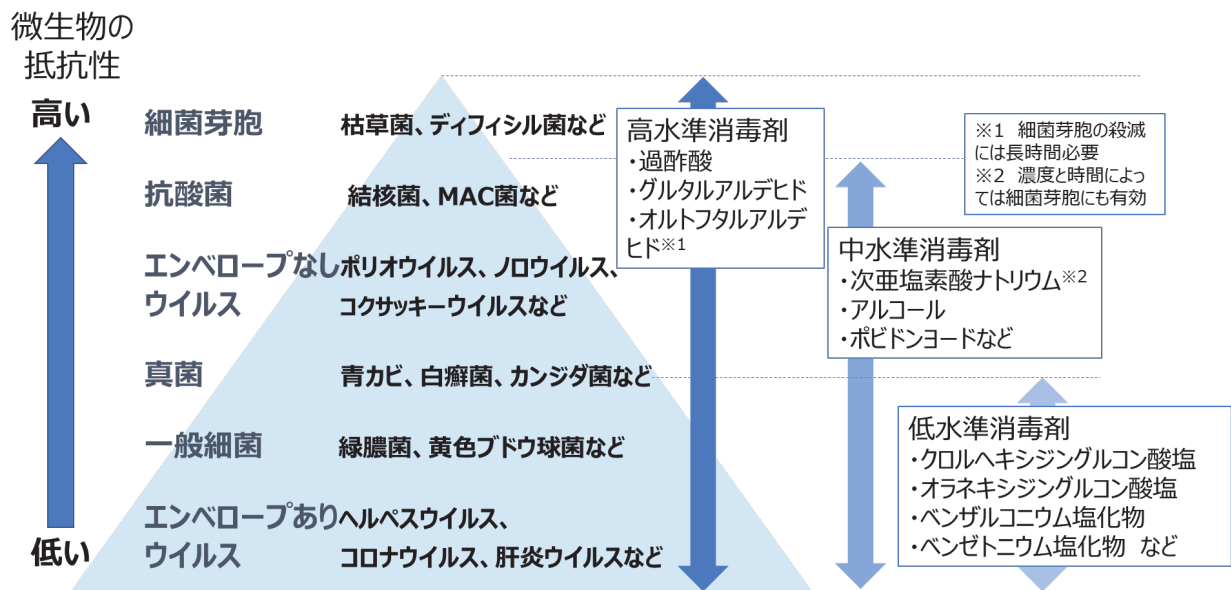 微生物の
抵抗性
高い
低い
細菌芽胞
枯草菌、ディフィシル菌など
抗酸菌
結核菌、MAC菌など
エンベロープなし
ウイルス
ポリオウイルス、ノロウイルス、
コクサッキーウイルスなど
真菌
青カビ、白癬菌、カンジダ菌など
一般細菌
緑膿菌、黄色ブドウ球菌など
エンベロープあり
ウイルス
ヘルペスウイルス、
コロナウイルス、肝炎ウイルスなど
高水準消毒剤
・過酢酸
・グルタルアルデヒド
・オルトフタルアルデ
ヒド※1
中水準消毒剤
・次亜塩素酸ナトリウム※2
・アルコール
・ポビドンヨードなど
低水準消毒剤
・クロルヘキシジングルコン酸塩
・オラネキシジングルコン酸塩
・ベンザルコニウム塩化物
・ベンゼトニウム塩化物 など
※1 細菌芽胞の殺滅
には長時間必要
※2 濃度と時間によっ
ては細菌芽胞にも有効